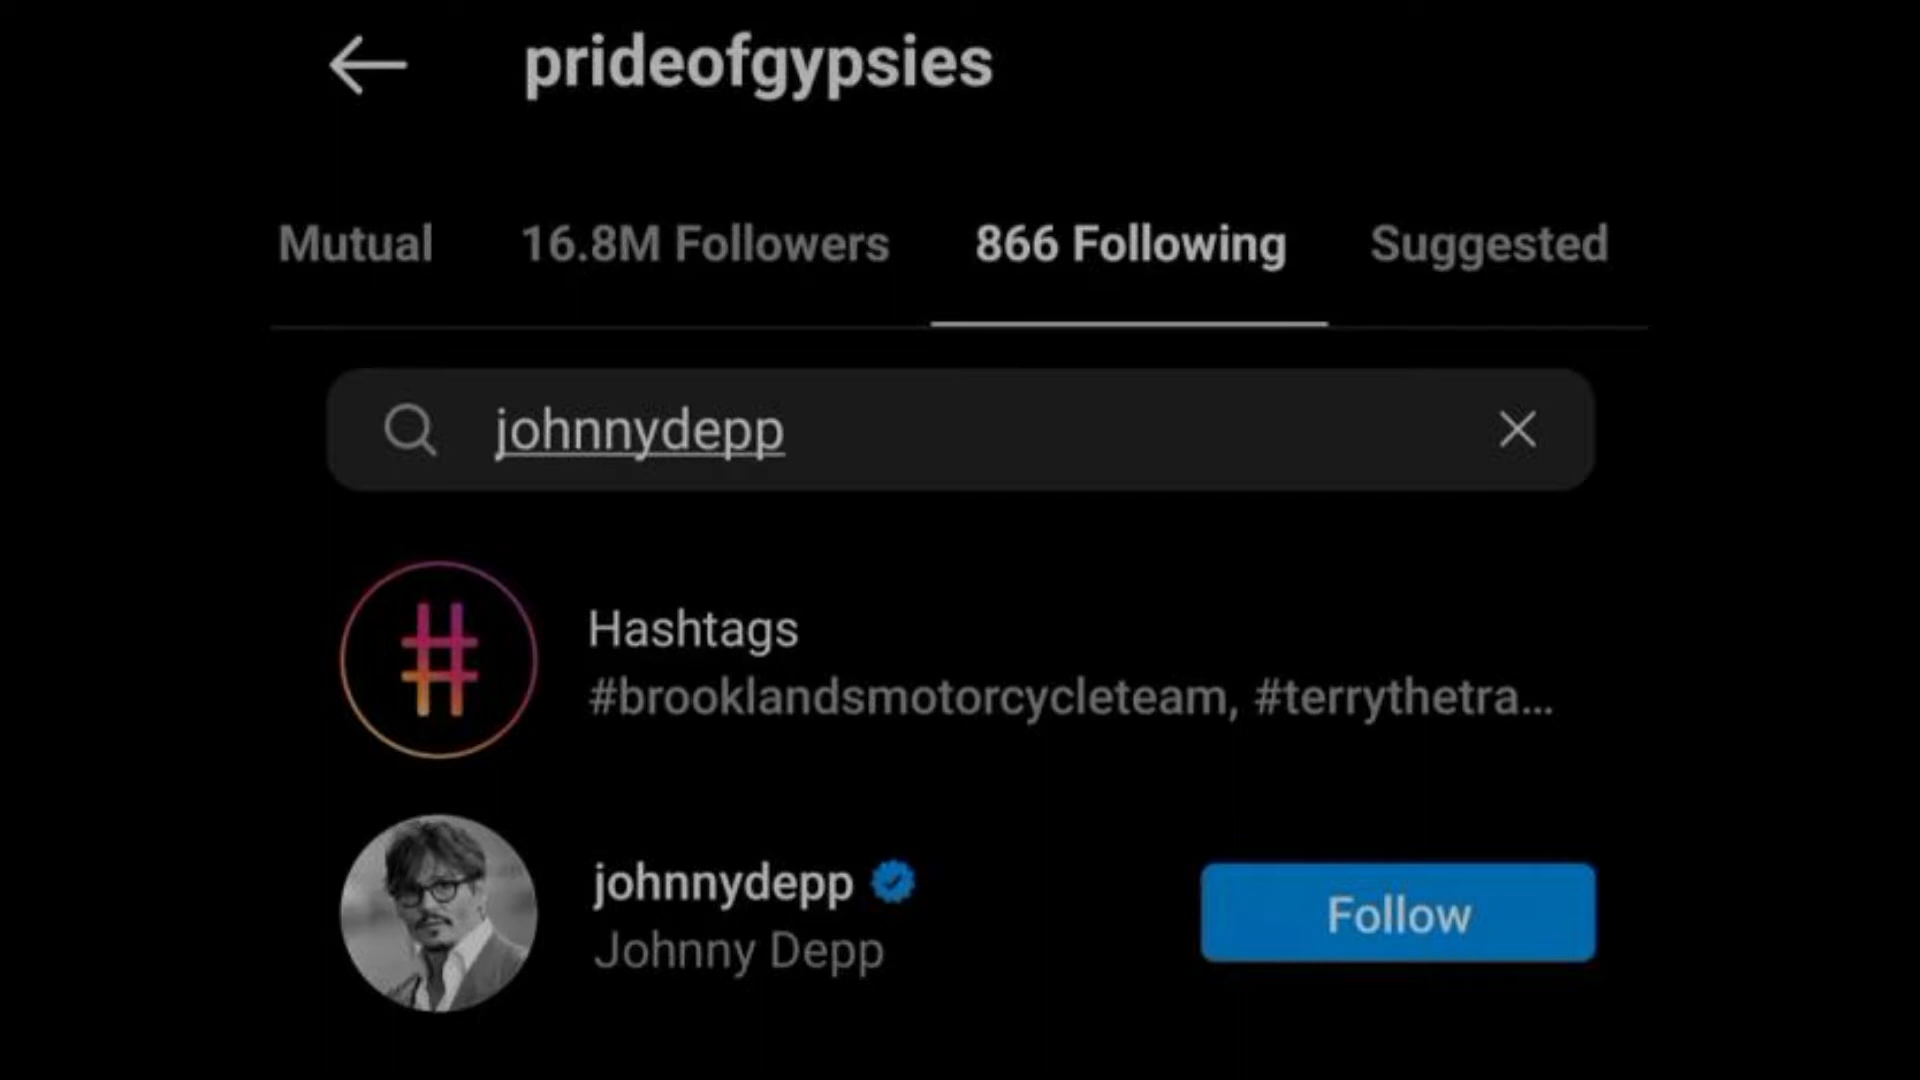 prideofgypsies
Mutual 16.8M Followers 866 Following Suggested
johnnydepp
Hashtags
#brooklandsmotorcycleteam, #terrythetra...
johnnydepp
Johnny Depp
Follow